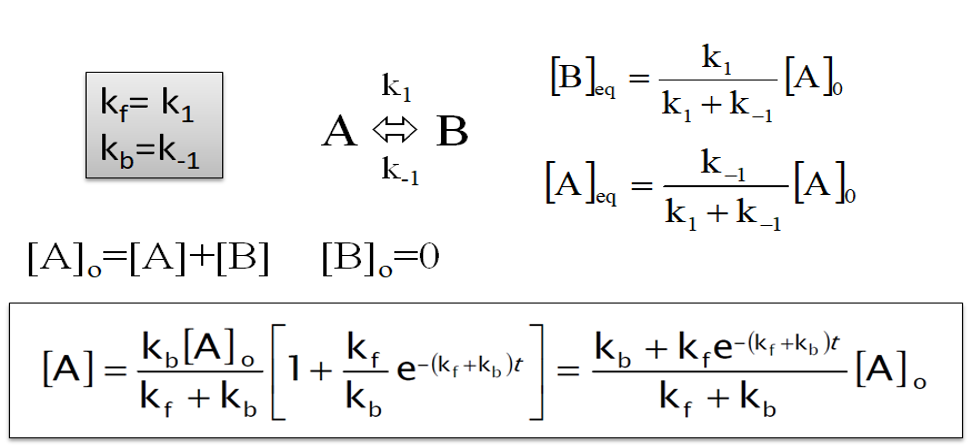 k_f= k_1
k_b=k_-1
k_1
A ⇔ B
k_-1
[B]_eq = k_1 / (k_1 + k_-1) [A]_0
[A]_eq = k_-1 / (k_1 + k_-1) [A]_0
[A]_o=[A]+[B] [B]_o=0
[A] = k_b[A]_o / (k_f + k_b) [1 + k_f / k_b e^-(k_f+k_b)t] = (k_b + k_f e^-(k_f+k_b)t) / (k_f + k_b) [A]_o